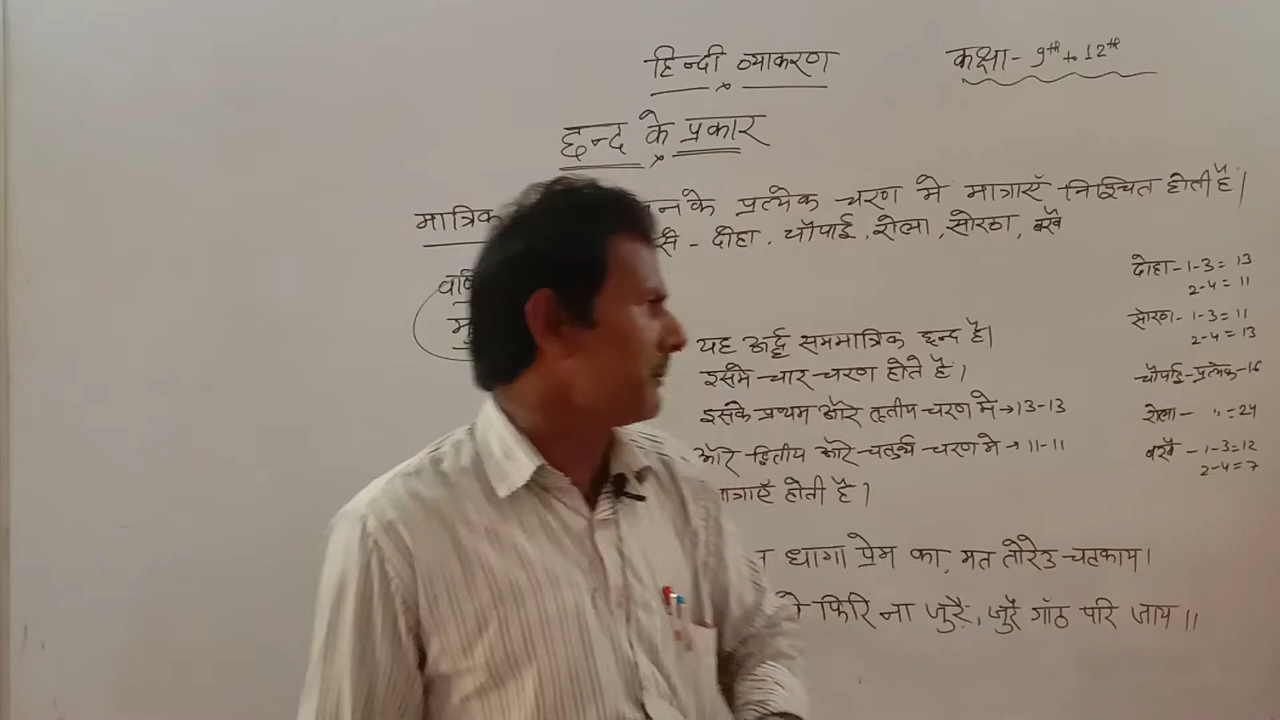 हिन्दी व्याकरण
कक्षा- 9th to 12th
छन्द के प्रकार
मात्रिक
के प्रत्येक चरण मे मात्राएँ निश्चित होती है।
दोहा, चौपाई, रोला, सोरठा, बरवै
दोहा-1-3=13
2-4=11
सोरठा-1-3=11
2-4=13
चौपाई-प्रत्येक-16
रोला- " =24
बरवै -1-3=12
2-4=7
यह अर्द्ध सममात्रिक छन्द है।
इसमे चार चरण होते है।
इसके प्रथम और तृतीय चरण मे→13-13
और द्वितीय और चतुर्थ चरण मे→11-11
होती है।
धागा प्रेम का, मत तोरेउ चटकाय।
फिरि ना जुरै, जुरै गाँठ परि जाय॥